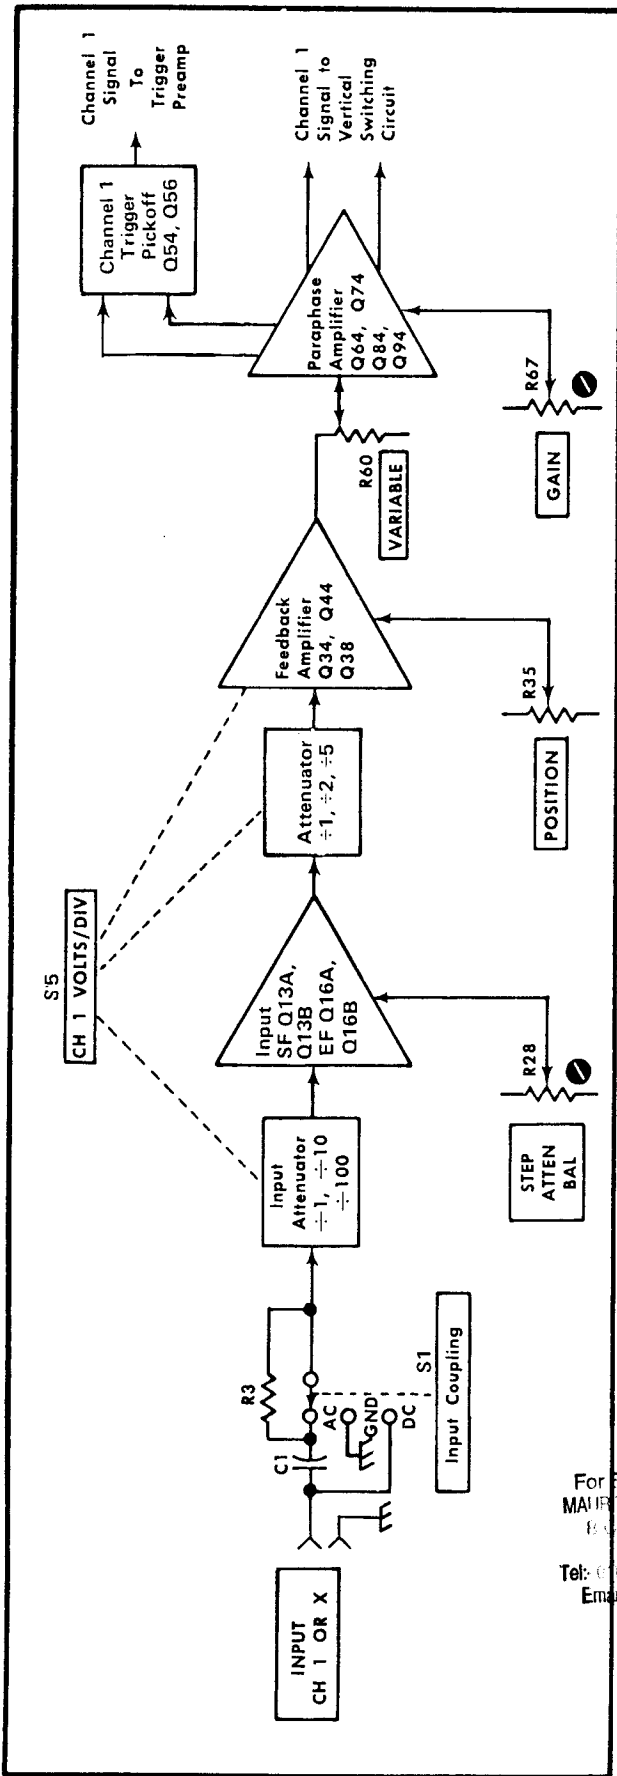 INPUT
CH 1 OR X
C1
R3
AC
GND
DC
S1
Input Coupling
Input
Attenuator
÷1, ÷10
÷100
S5
CH 1 VOLTS/DIV
Input
SF Q13A,
Q13B
EF Q16A,
Q16B
R28
STEP
ATTEN
BAL
Attenuator
÷1, ÷2, ÷5
Feedback
Amplifier
Q34, Q44
Q38
R35
POSITION
R60
VARIABLE
Paraphase
Amplifier
Q64, Q74
Q84,
Q94
R67
GAIN
Channel 1
Trigger
Pickoff
Q54, Q56
Channel 1
Signal
To
Trigger
Preamp
Channel 1
Signal to
Vertical
Switching
Circuit
For
Tel: